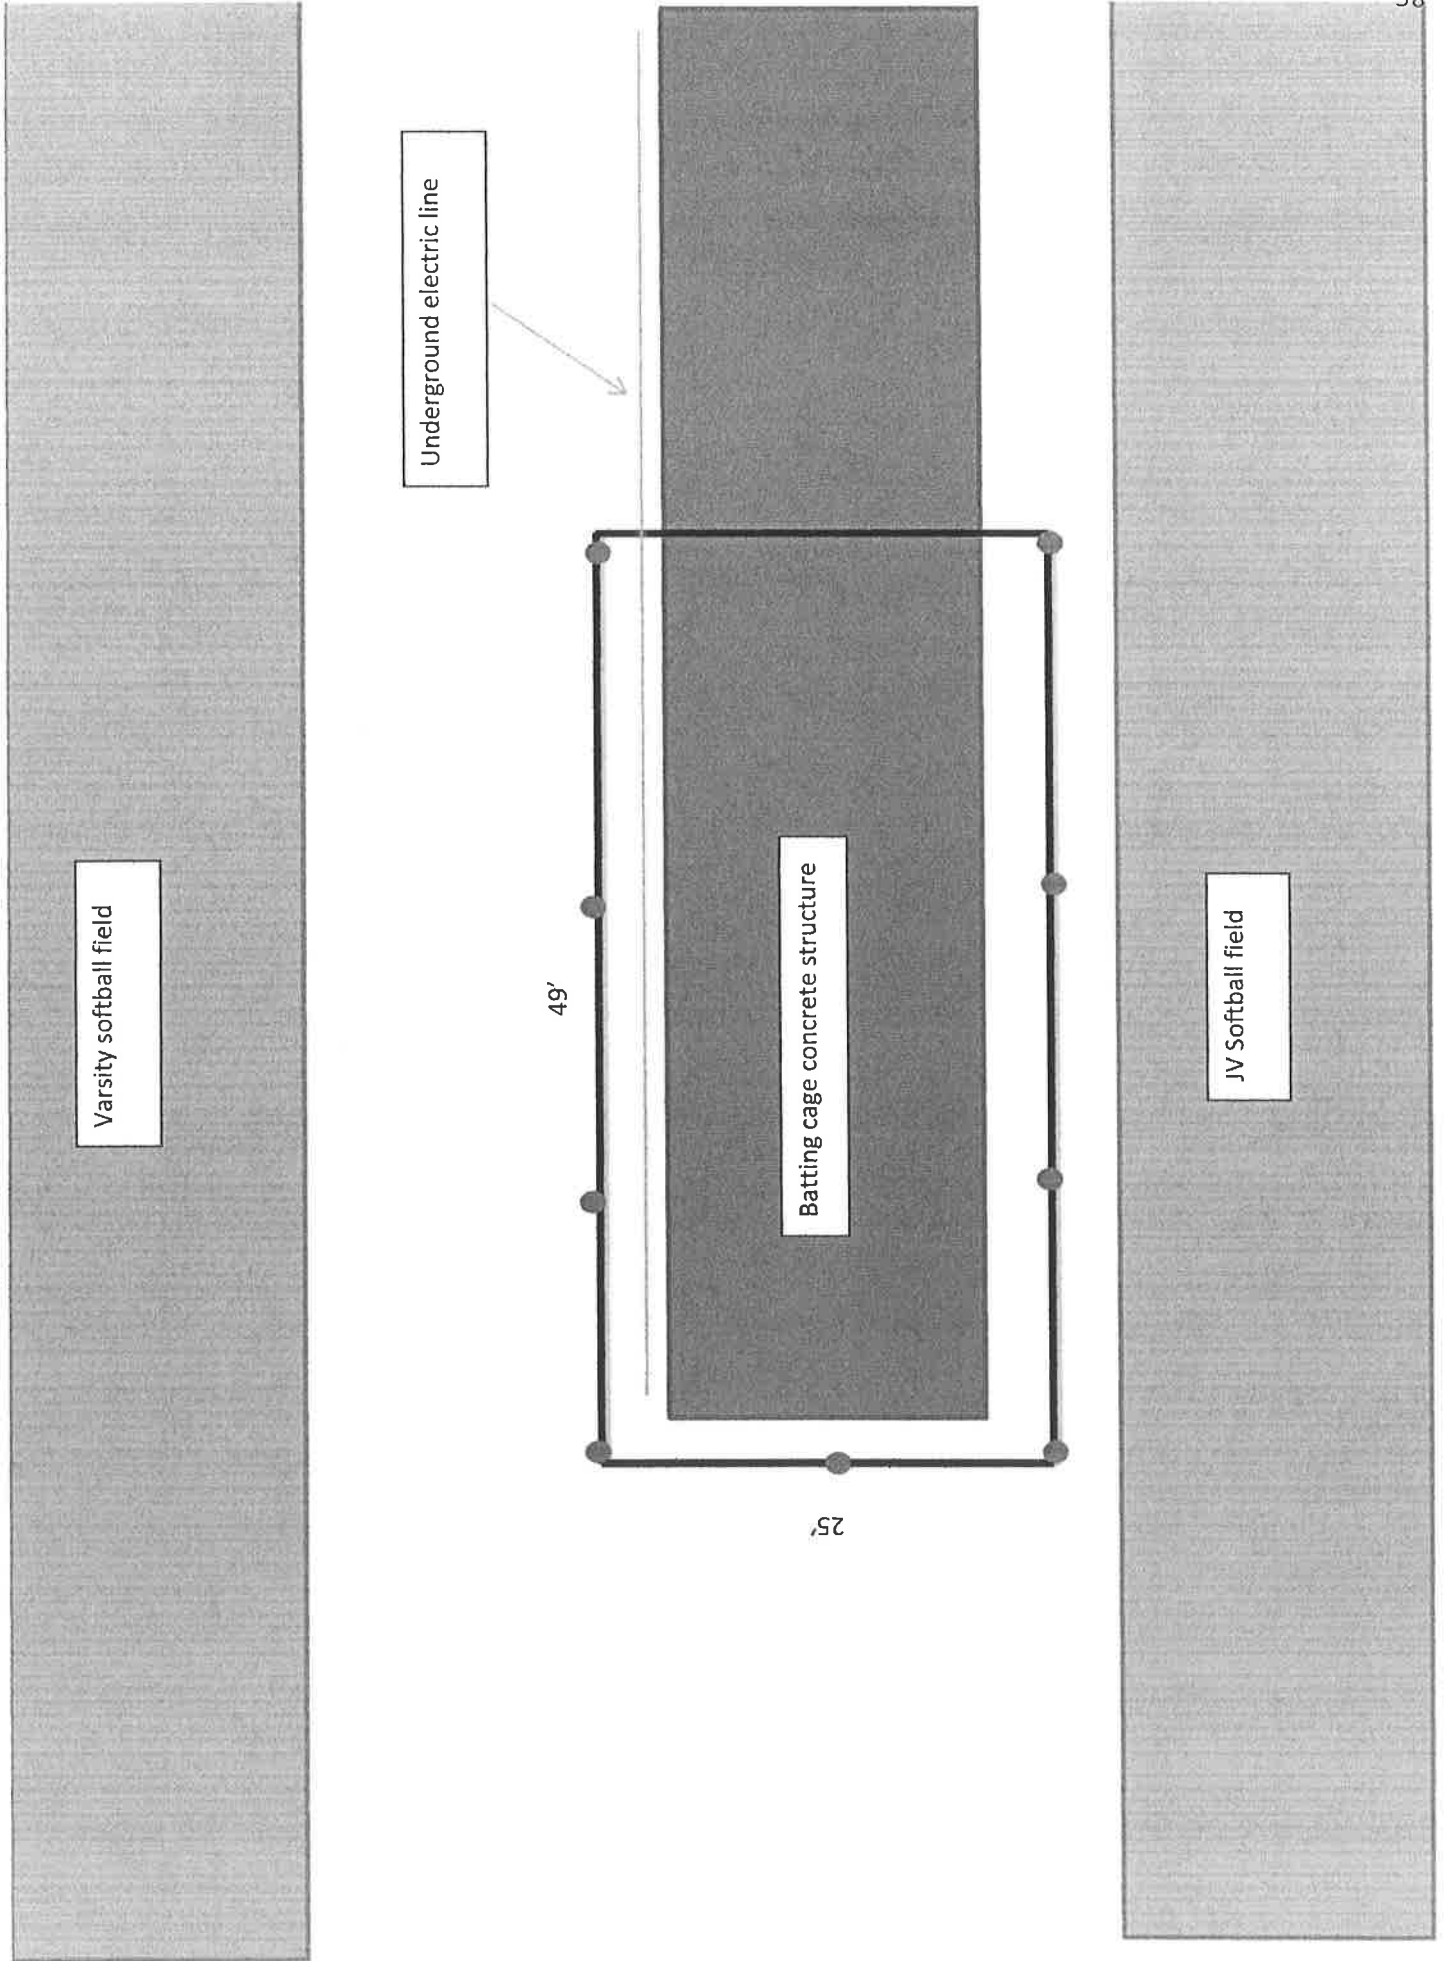 Varsity softball field
Underground electric line
49'
Batting cage concrete structure
25'
JV Softball field